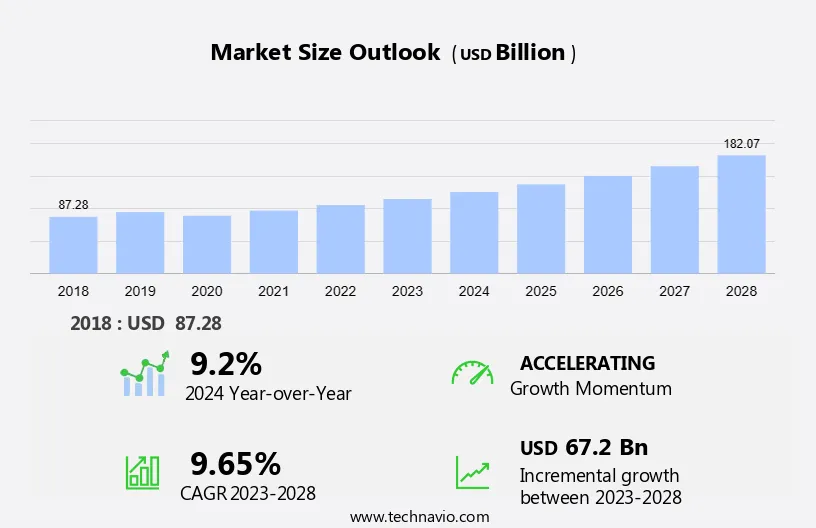 Market Size Outlook ( USD Billion )
182.07
87.28
2018 2019 2020 2021 2022 2023 2024 2025 2026 2027 2028
2018 : USD 87.28
9.2%
2024 Year-over-Year
ACCELERATING
Growth Momentum
9.65%
CAGR 2023-2028
USD 67.2 Bn
Incremental growth
between 2023-2028
www.technavio.com